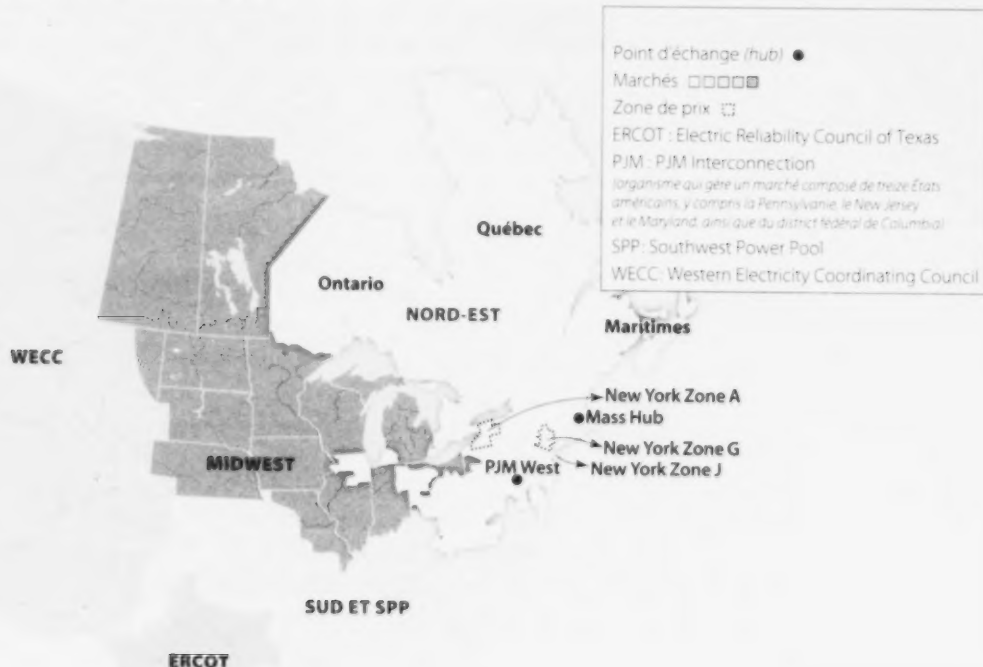 Point d'échange (hub)
Marchés
Zone de prix
ERCOT : Electric Reliability Council of Texas
PJM : PJM Interconnection
(organisme qui gère un marché composé de treize États
américains, y compris la Pennsylvanie, le New Jersey
et le Maryland, ainsi que du district fédéral de Columbia)
SPP : Southwest Power Pool
WECC : Western Electricity Coordinating Council
Québec
Ontario
NORD-EST
Maritimes
WECC
New York Zone A
Mass Hub
New York Zone G
MIDWEST
PJM West
New York Zone J
SUD ET SPP
ERCOT